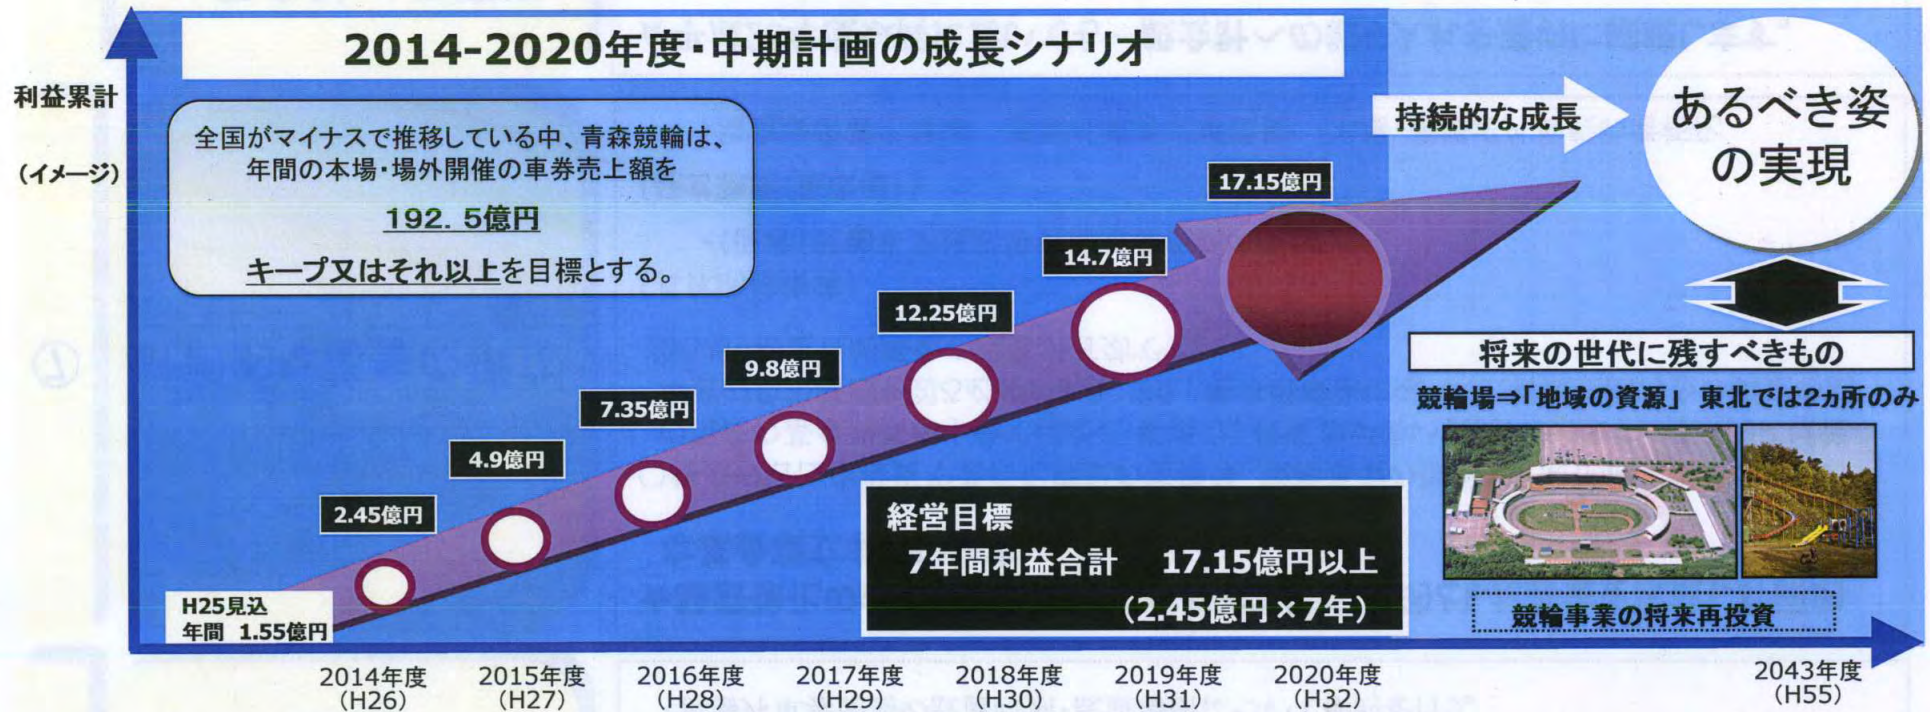 2014-2020年度・中期計画の成長シナリオ
利益累計
(イメージ)
全国がマイナスで推移している中、青森競輪は、
年間の本場・場外開催の車券売上額を
192. 5億円
キープ又はそれ以上を目標とする。
持続的な成長
あるべき姿
の実現
17.15億円
14.7億円
12.25億円
9.8億円
7.35億円
4.9億円
2.45億円
H25見込
年間 1.55億円
経営目標
7年間利益合計 17.15億円以上
(2.45億円×7年)
将来の世代に残すべきもの
競輪場⇒「地域の資源」 東北では2ヵ所のみ
競輪事業の将来再投資
2014年度
(H26)
2015年度
(H27)
2016年度
(H28)
2017年度
(H29)
2018年度
(H30)
2019年度
(H31)
2020年度
(H32)
2043年度
(H55)